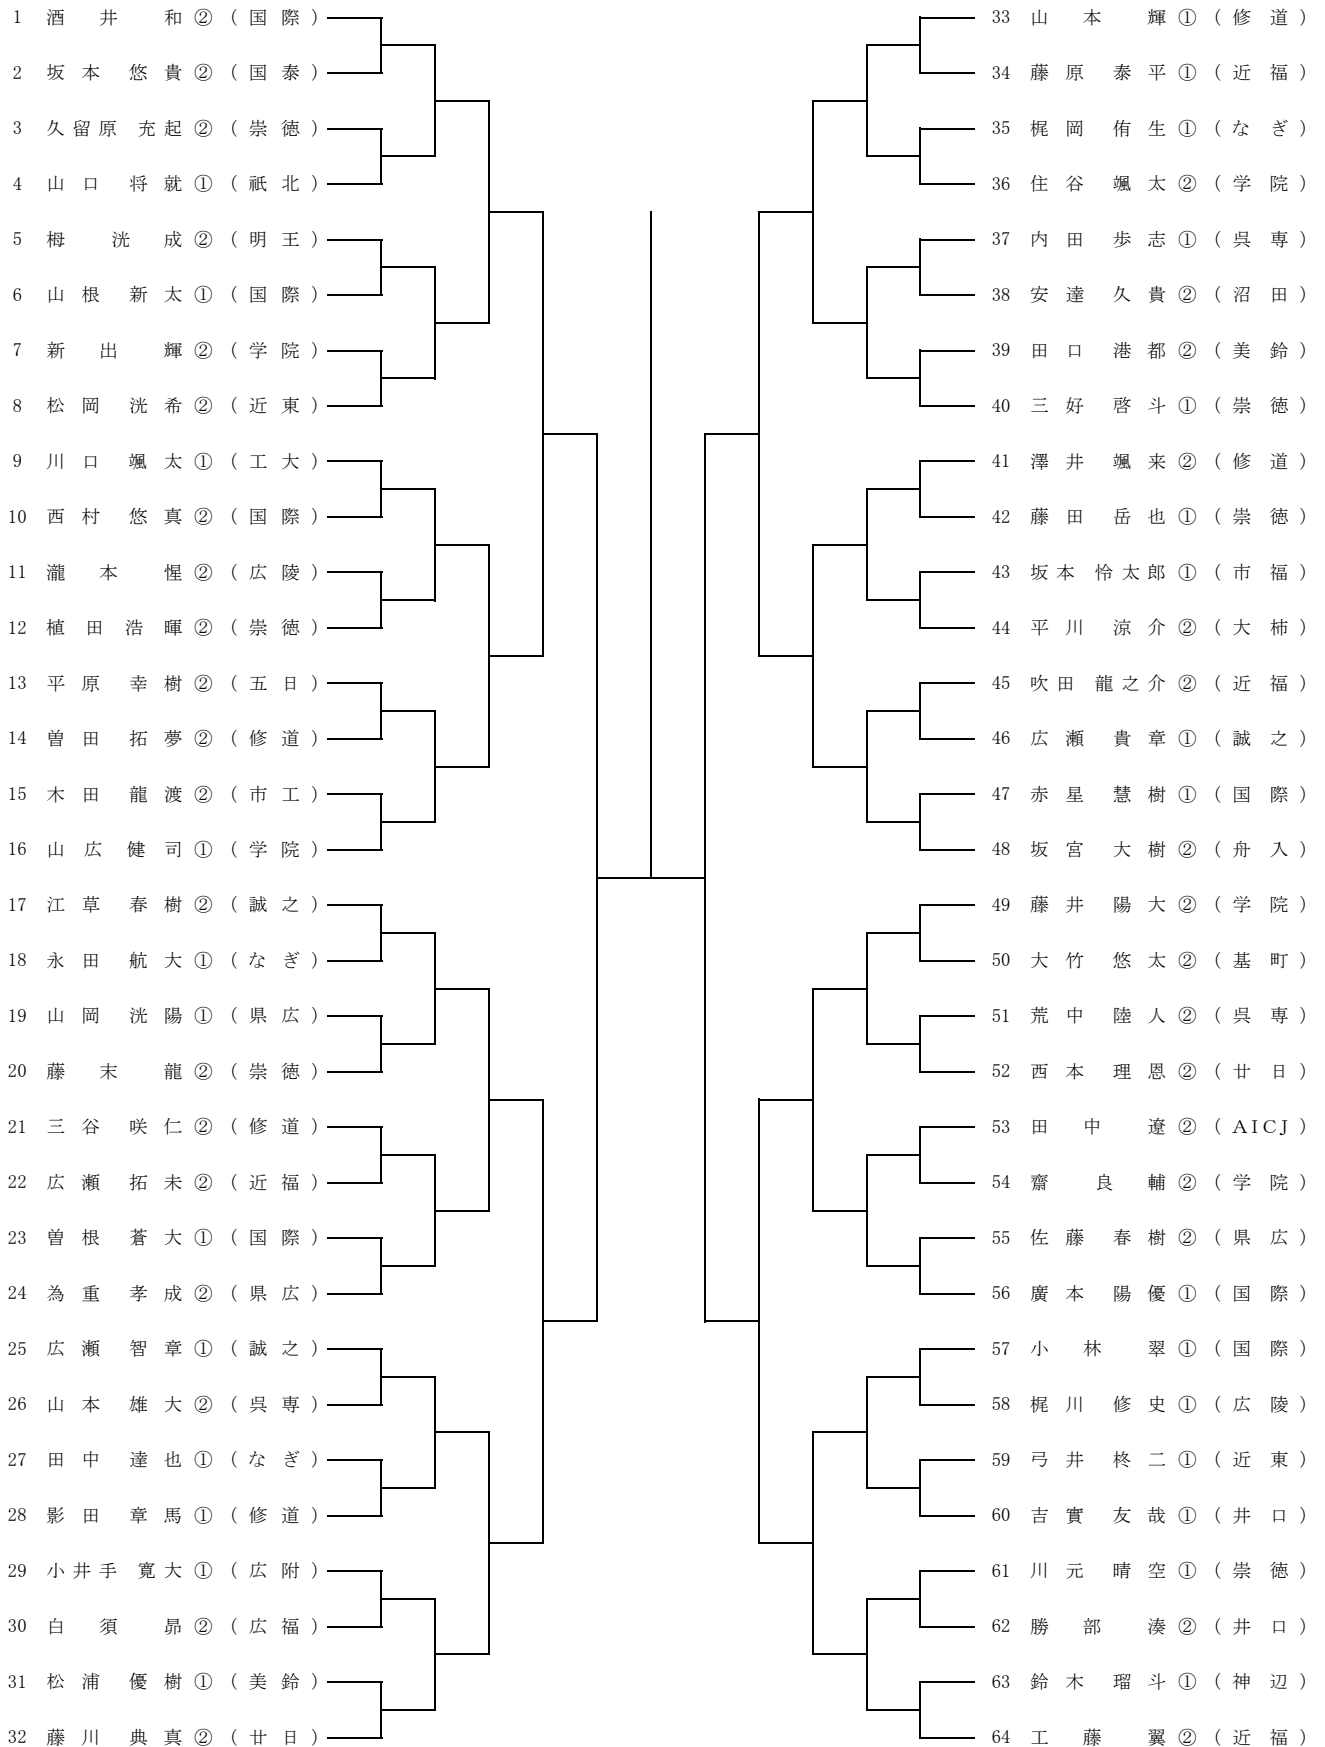 1 酒井 和② (国際)
2 坂本 悠貴② (国泰)
3 久留原 充起② (崇徳)
4 山口 将就① (祇北)
5 栂 洸成② (明王)
6 山根 新太① (国際)
7 新出 輝② (学院)
8 松岡 洸希② (近東)
9 川口 颯太① (工大)
10 西村 悠真② (国際)
11 瀧本 惺② (広陵)
12 植田 浩暉② (崇徳)
13 平原 幸樹② (五日)
14 曽田 拓夢② (修道)
15 木田 龍渡② (市工)
16 山広 健司① (学院)
17 江草 春樹② (誠之)
18 永田 航大① (なぎ)
19 山岡 洸陽① (県広)
20 藤末 龍② (崇徳)
21 三谷 咲仁② (修道)
22 広瀬 拓未② (近福)
23 曽根 蒼大① (国際)
24 為重 孝成② (県広)
25 広瀬 智章① (誠之)
26 山本 雄大② (呉専)
27 田中 達也① (なぎ)
28 影田 章馬① (修道)
29 小井手 寛大① (広附)
30 白須 昴② (広福)
31 松浦 優樹① (美鈴)
32 藤川 典真② (廿日)
33 山本 輝① (修道)
34 藤原 泰平① (近福)
35 梶岡 侑生① (なぎ)
36 住谷 颯太② (学院)
37 内田 歩志① (呉専)
38 安達 久貴② (沼田)
39 田口 港都② (美鈴)
40 三好 啓斗① (崇徳)
41 澤井 颯来② (修道)
42 藤田 岳也① (崇徳)
43 坂本 怜太郎① (市福)
44 平川 涼介② (大柿)
45 吹田 龍之介② (近福)
46 広瀬 貴章① (誠之)
47 赤星 慧樹① (国際)
48 坂宮 大樹② (舟入)
49 藤井 陽大② (学院)
50 大竹 悠太② (基町)
51 荒中 陸人② (呉専)
52 西本 理恩② (廿日)
53 田中 遼② (AICJ)
54 齋 良輔② (学院)
55 佐藤 春樹② (県広)
56 廣本 陽優① (国際)
57 小林 翠① (国際)
58 梶川 修史① (広陵)
59 弓井 柊二① (近東)
60 吉實 友哉① (井口)
61 川元 晴空① (崇徳)
62 勝部 湊② (井口)
63 鈴木 瑠斗① (神辺)
64 工藤 翼② (近福)